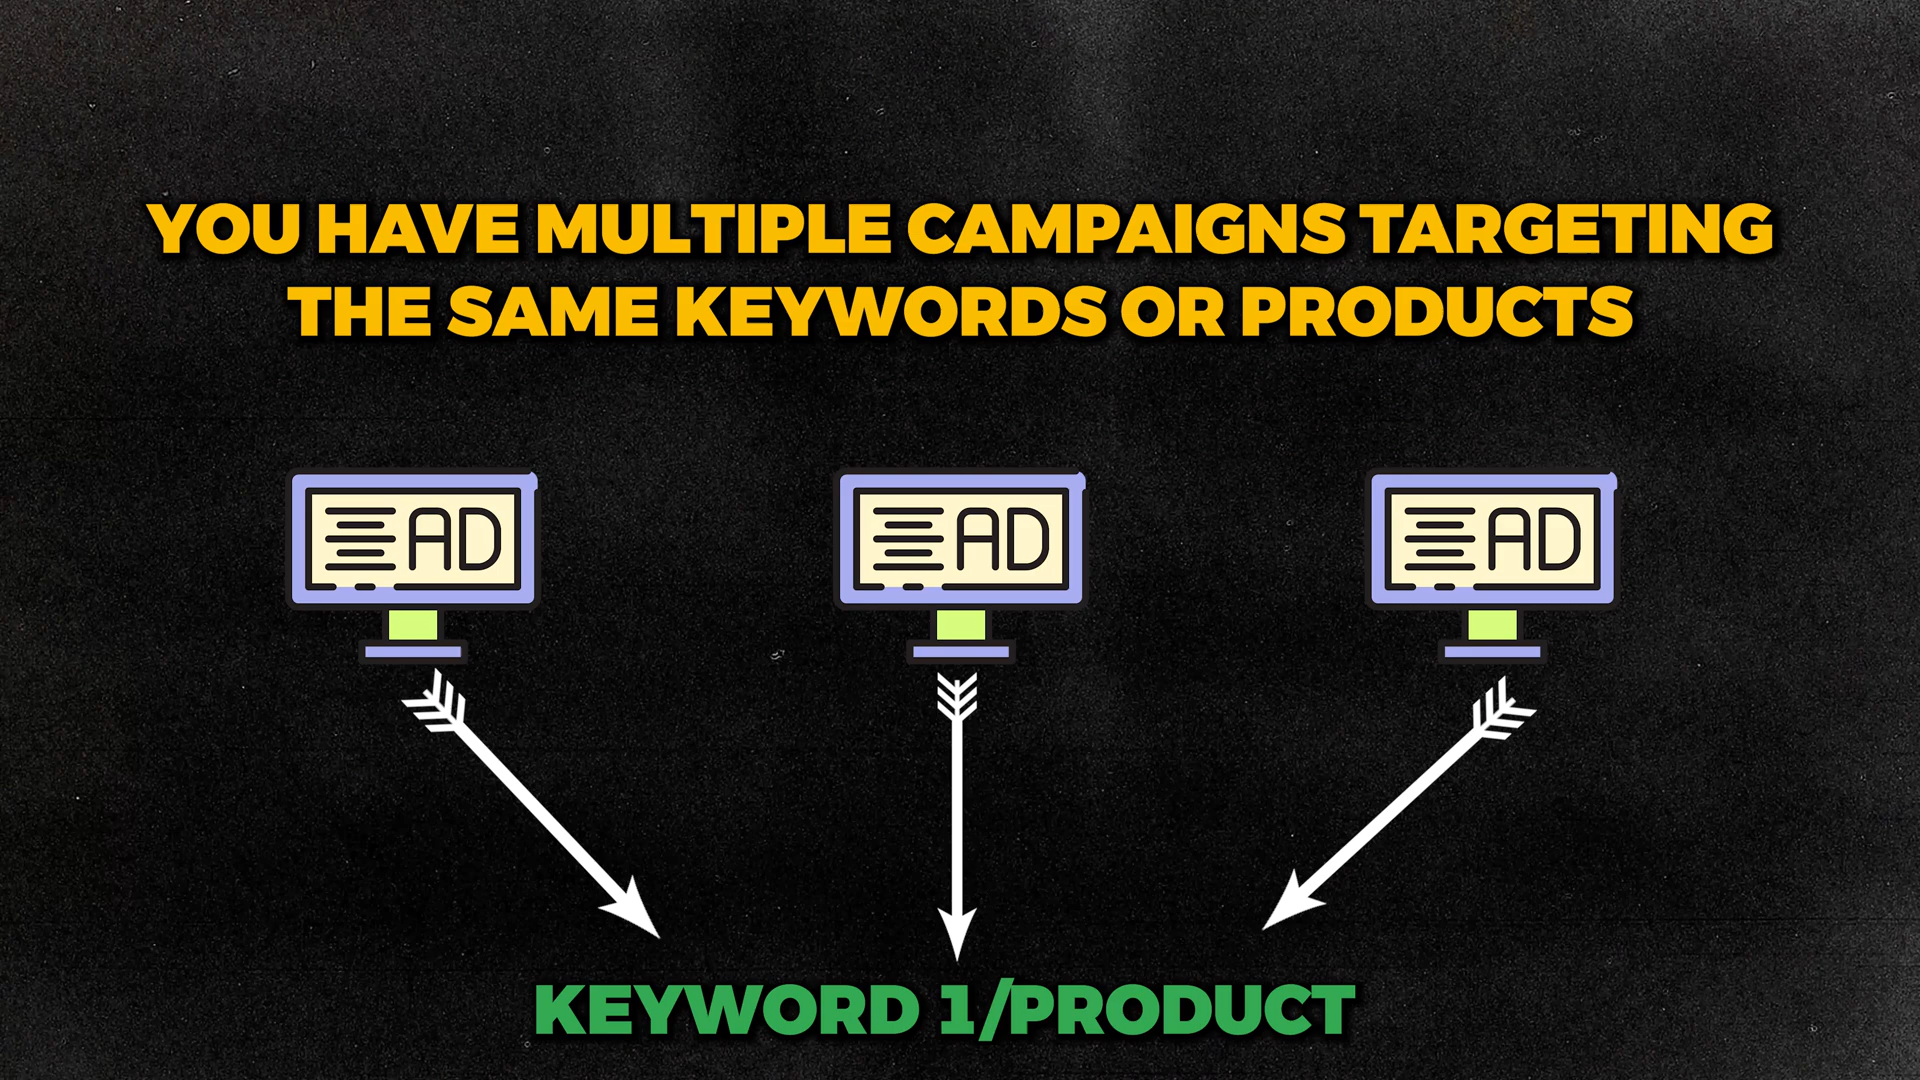 YOU HAVE MULTIPLE CAMPAIGNS TARGETING
THE SAME KEYWORDS OR PRODUCTS
AD
AD
AD
KEYWORD 1/PRODUCT